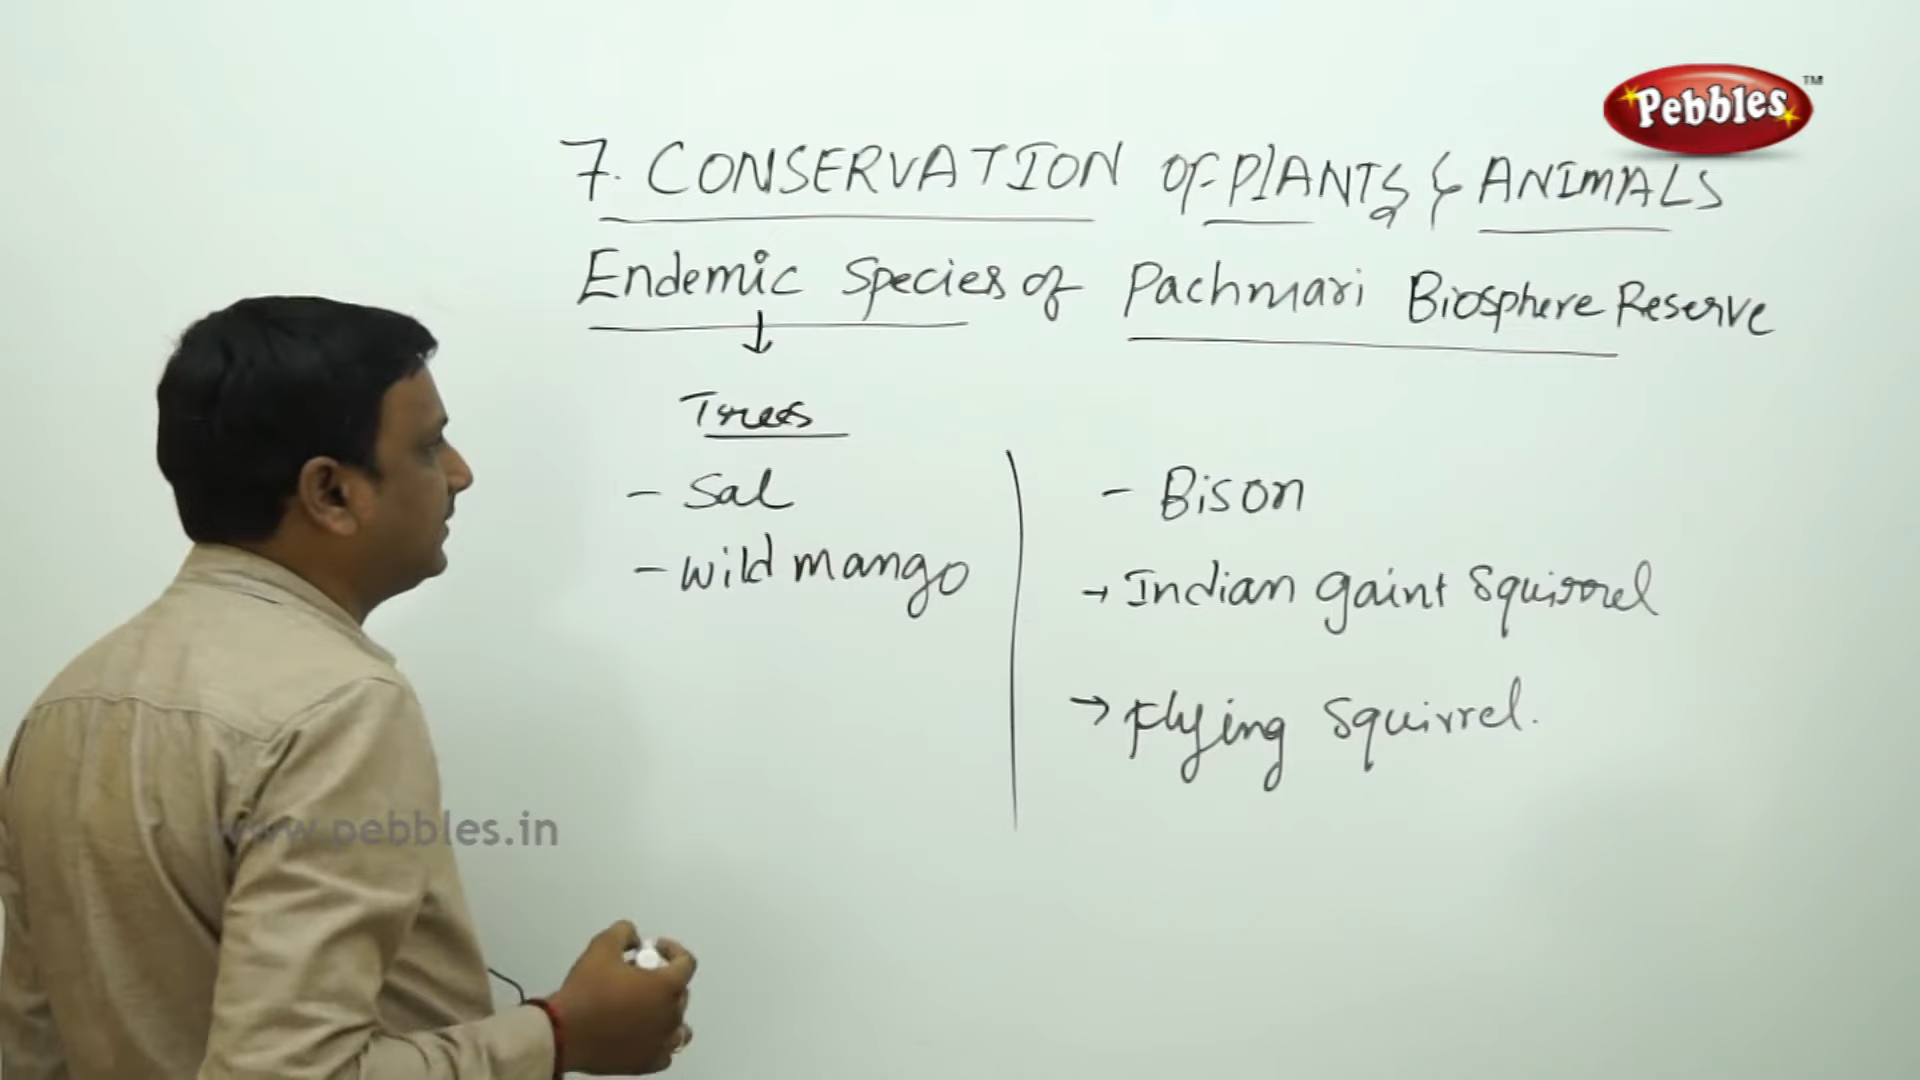 Pebbles TM
7. CONSERVATION OF PlANTS & ANIMALS
Endemic Species of Pachmari Biosphere Reserve
↓
Trees
- Sal
- wild mango
- Bison
→ Indian gaint Squirrel
→ Flying Squirrel.
www.pebbles.in